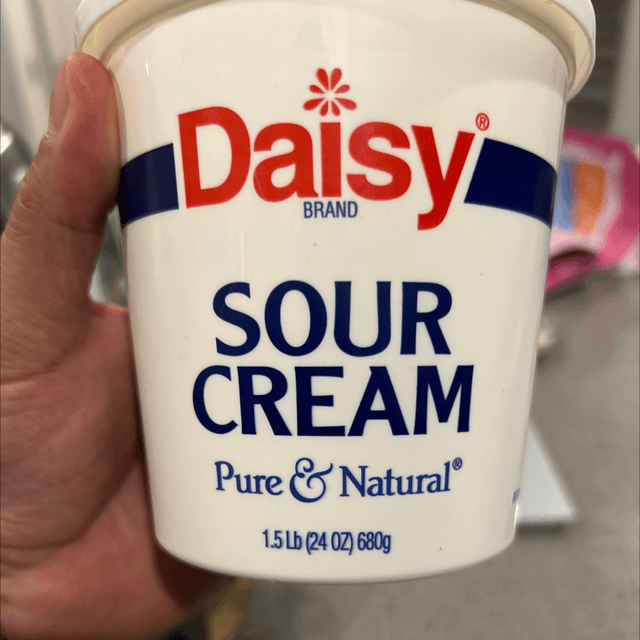 Daisy®
BRAND
SOUR
CREAM
Pure & Natural®
1.5 Lb (24 OZ) 680g